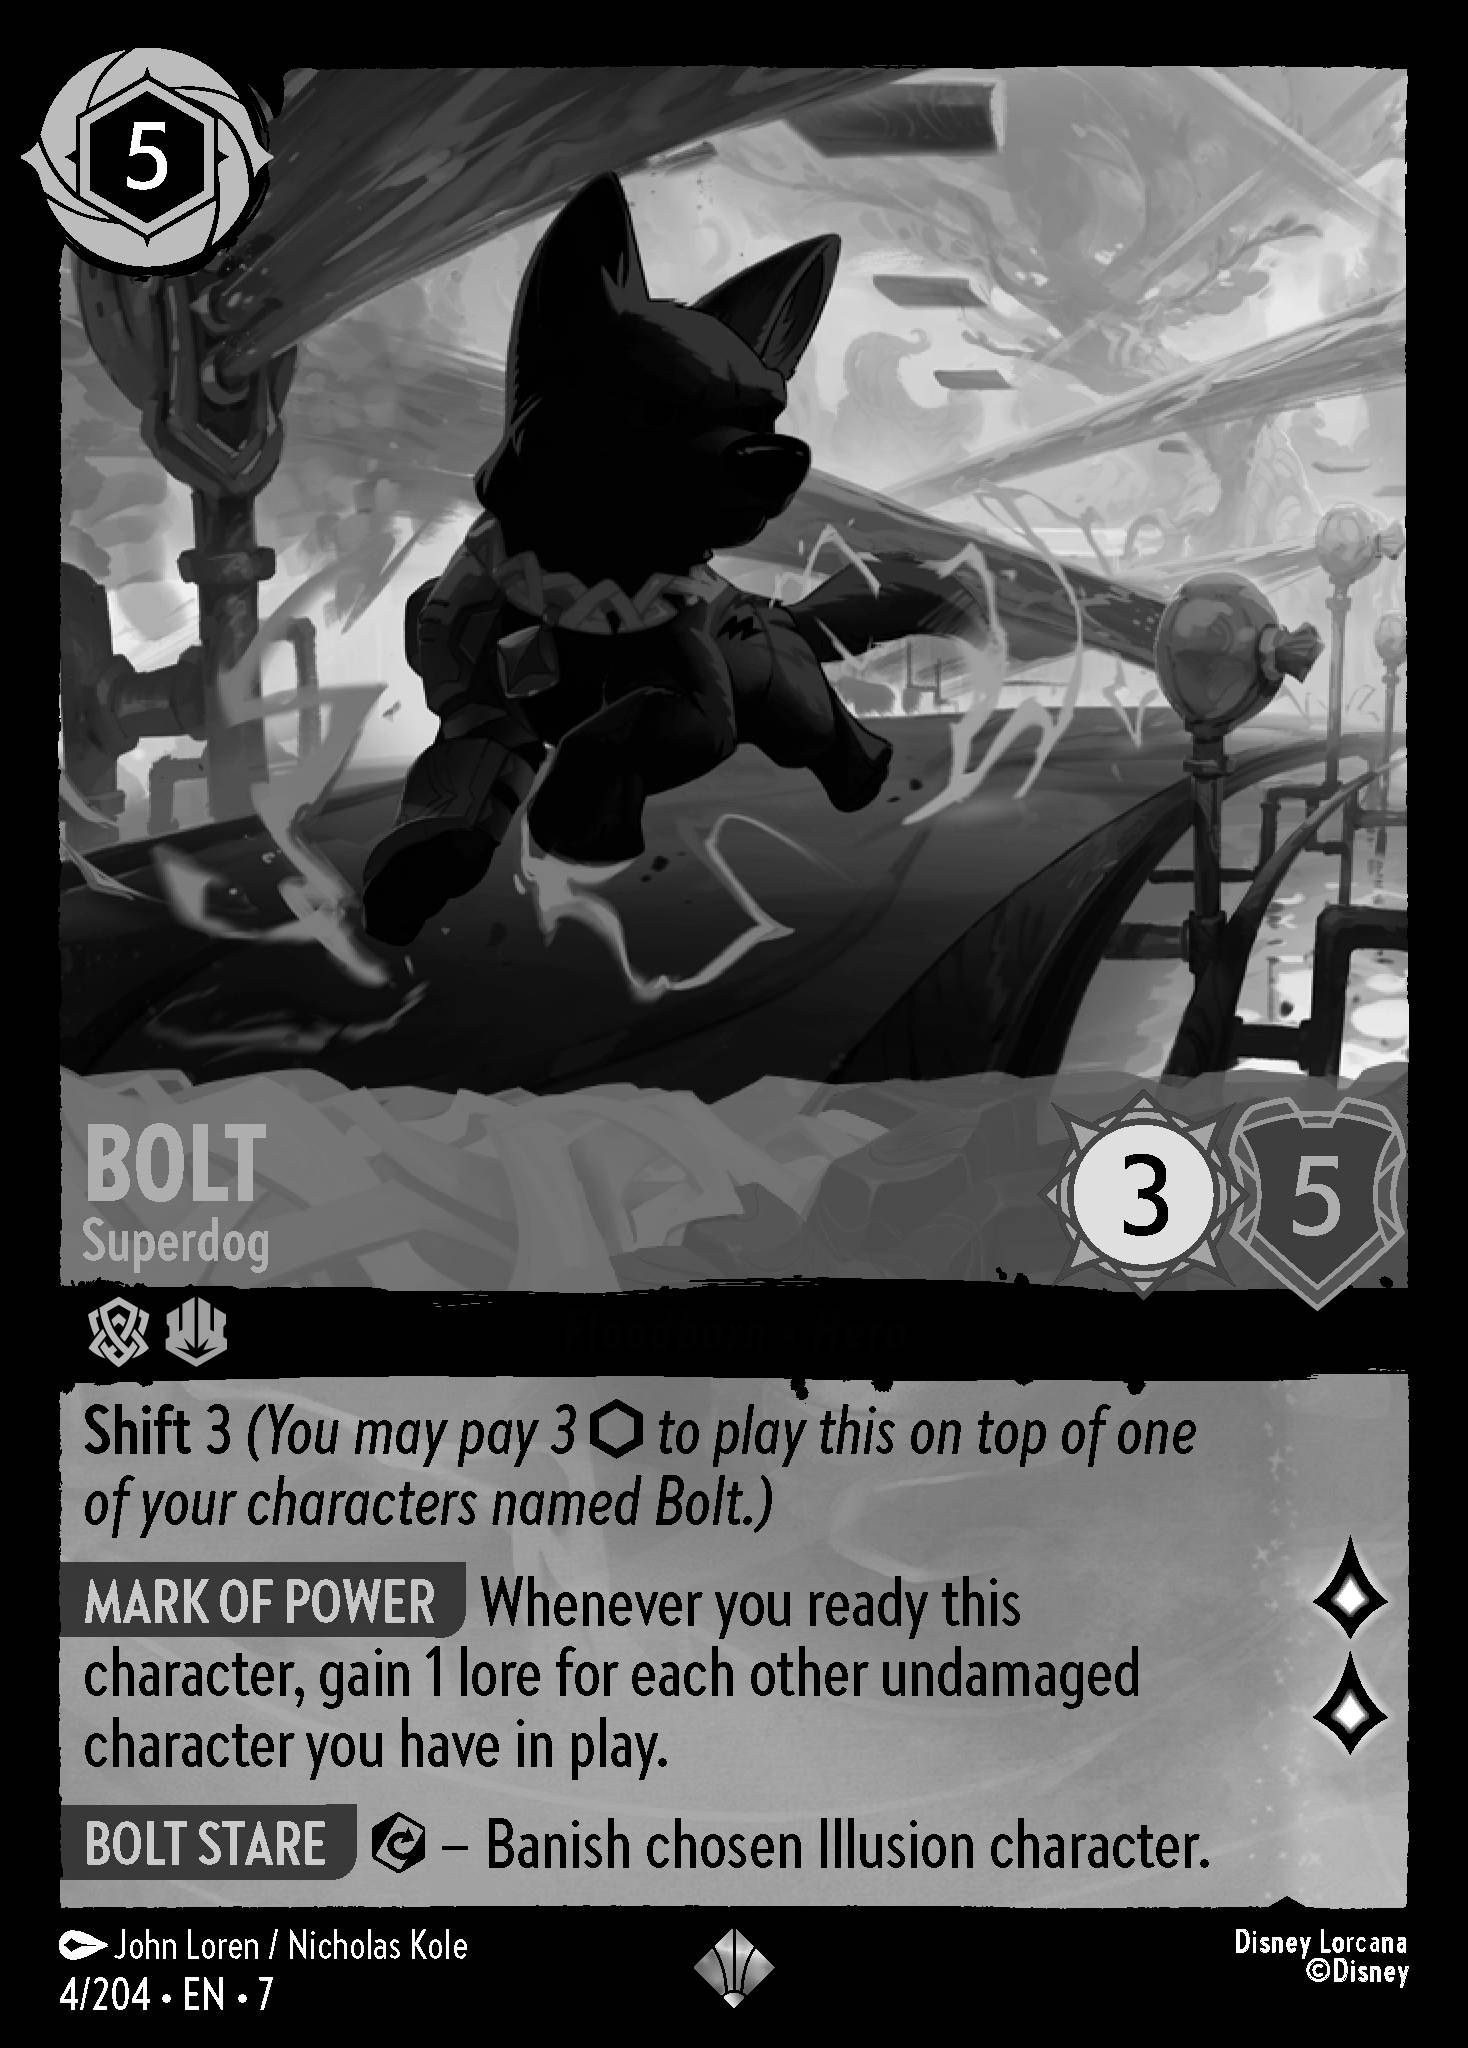 5
BOLT
Superdog
3 5
Floodborn • Hero
Shift 3 (You may pay 3 ⬡ to play this on top of one
of your characters named Bolt.)
MARK OF POWER Whenever you ready this
character, gain 1 lore for each other undamaged
character you have in play.
BOLT STARE ⟳ – Banish chosen Illusion character.
John Loren / Nicholas Kole
4/204 • EN • 7
Disney Lorcana
©Disney